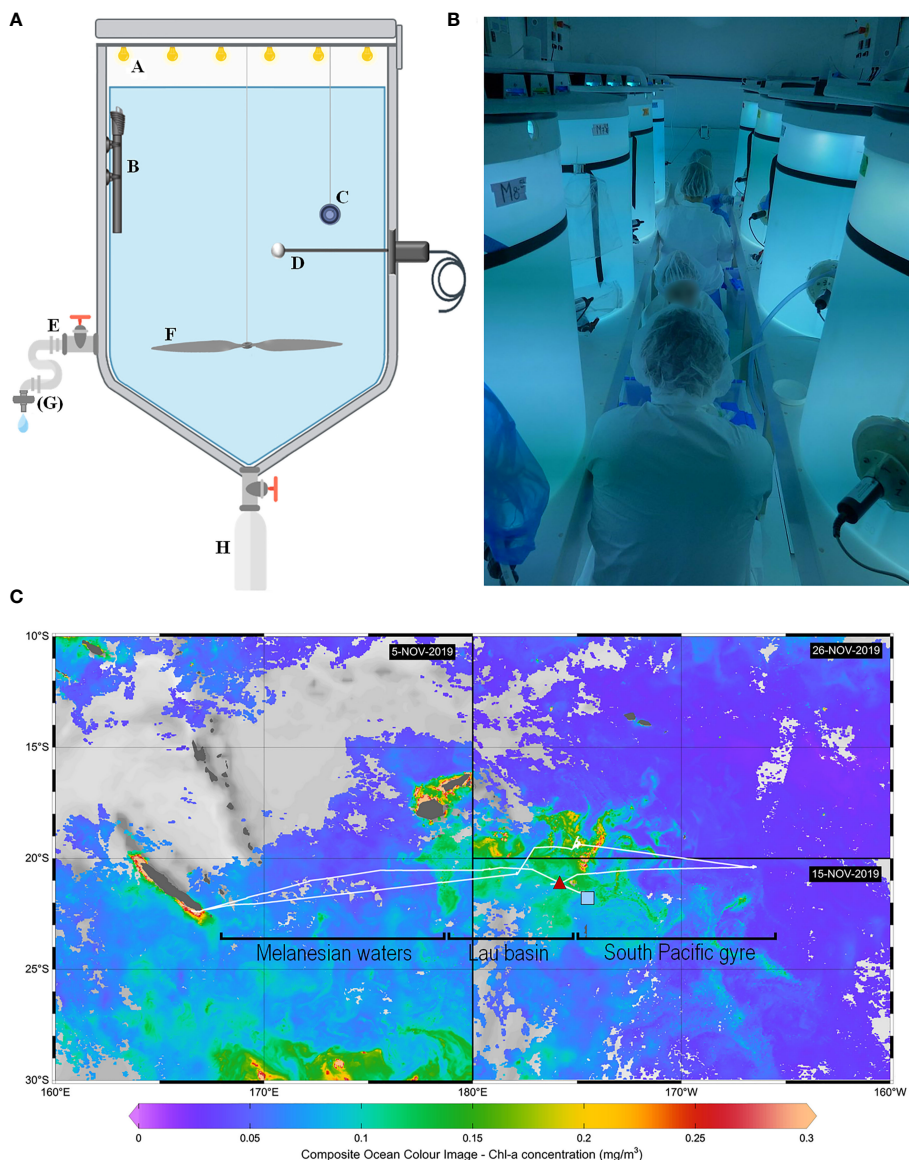 A
A
B
C
D
E
F
(G)
H
B
M8
C
10°S
15°S
20°S
25°S
30°S
5-NOV-2019
26-NOV-2019
15-NOV-2019
Melanesian waters
Lau basin
South Pacific gyre
160°E
170°E
180°E
170°W
160°W
0
0.05
0.1
0.15
0.2
0.25
0.3
Composite Ocean Colour Image - Chl-a concentration (mg/m³)